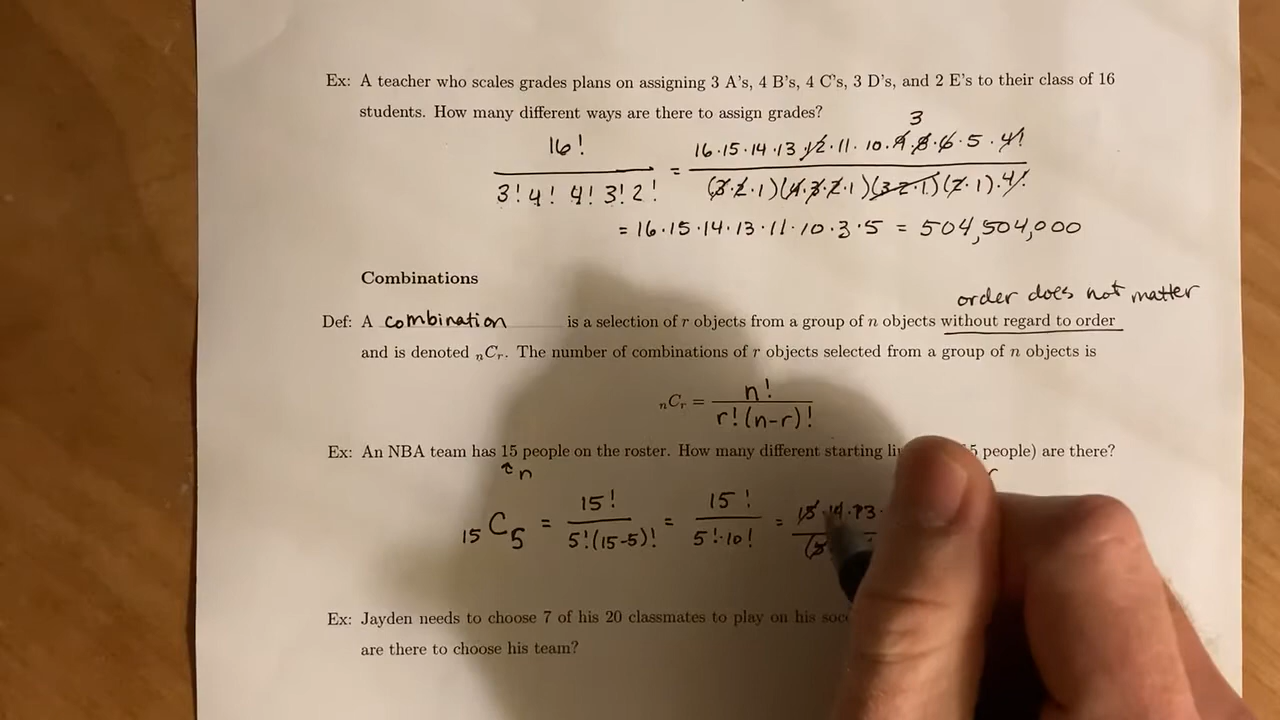 Ex: A teacher who scales grades plans on assigning 3 A's, 4 B's, 4 C's, 3 D's, and 2 E's to their class of 16
students. How many different ways are there to assign grades?
3
16! / 3! 4! 4! 3! 2! = 16·15·14·13·12·11·10·9·8·6·5·4! / (3·2·1)(4·3·2·1)(3·2·1)(2·1)·4!
= 16·15·14·13·11·10·3·5 = 504,504,000
Combinations
order does not matter
Def: A combination is a selection of r objects from a group of n objects without regard to order
and is denoted nCr. The number of combinations of r objects selected from a group of n objects is
nCr = n! / r!(n-r)!
Ex: An NBA team has 15 people on the roster. How many different starting 5 people) are there?
n r
15 C 5 = 15! / 5!(15-5)! = 15! / 5!·10! = 15·14·13· / (5
Ex: Jayden needs to choose 7 of his 20 classmates to play on his
are there to choose his team?